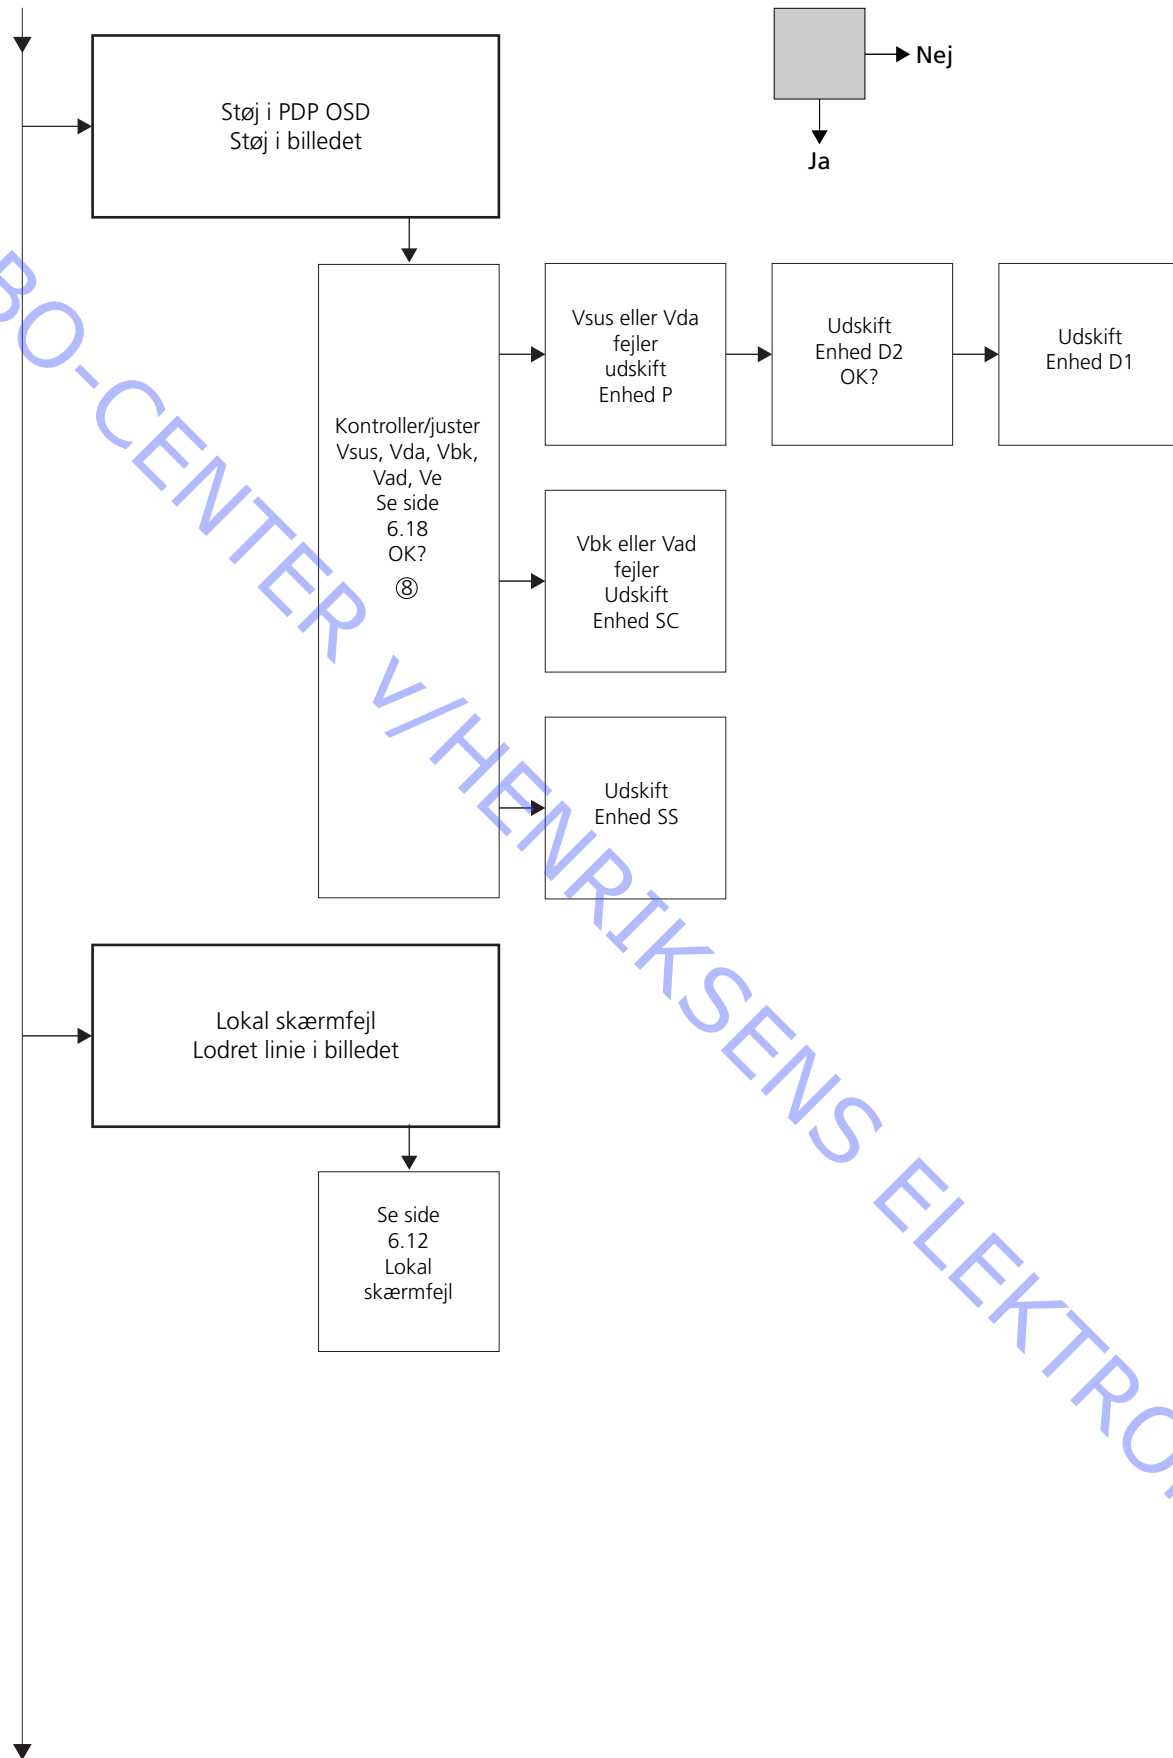 Støj i PDP OSD
Støj i billedet
Nej
Ja
Kontroller/juster
Vsus, Vda, Vbk,
Vad, Ve
Se side
6.18
OK?
⑧
Vsus eller Vda
fejler
udskift
Enhed P
Udskift
Enhed D2
OK?
Udskift
Enhed D1
Vbk eller Vad
fejler
Udskift
Enhed SC
Udskift
Enhed SS
Lokal skærmfejl
Lodret linie i billedet
Se side
6.12
Lokal
skærmfejl
BO-CENTER v/HENRIKSENS ELEKTRO